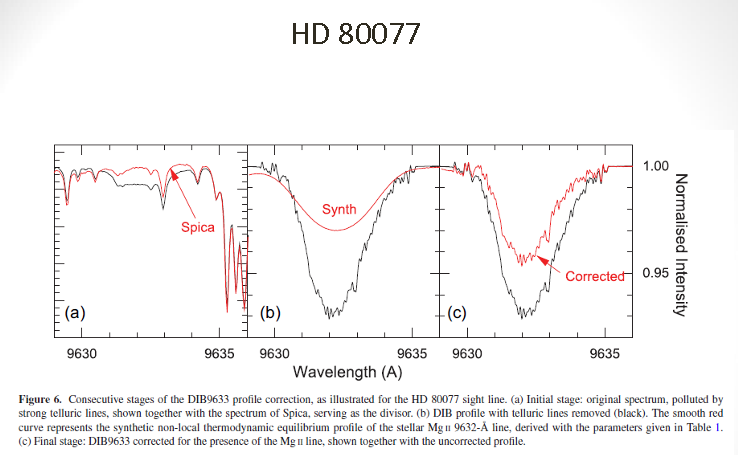 HD 80077
Spica
(a)
Synth
(b)
Corrected
(c)
1.00
0.95
Normalised Intensity
9630
9635
9630
9635
9630
9635
Wavelength (A)
Figure 6. Consecutive stages of the DIB9633 profile correction, as illustrated for the HD 80077 sight line. (a) Initial stage: original spectrum, polluted by
strong telluric lines, shown together with the spectrum of Spica, serving as the divisor. (b) DIB profile with telluric lines removed (black). The smooth red
curve represents the synthetic non-local thermodynamic equilibrium profile of the stellar Mg II 9632-Å line, derived with the parameters given in Table 1.
(c) Final stage: DIB9633 corrected for the presence of the Mg II line, shown together with the uncorrected profile.